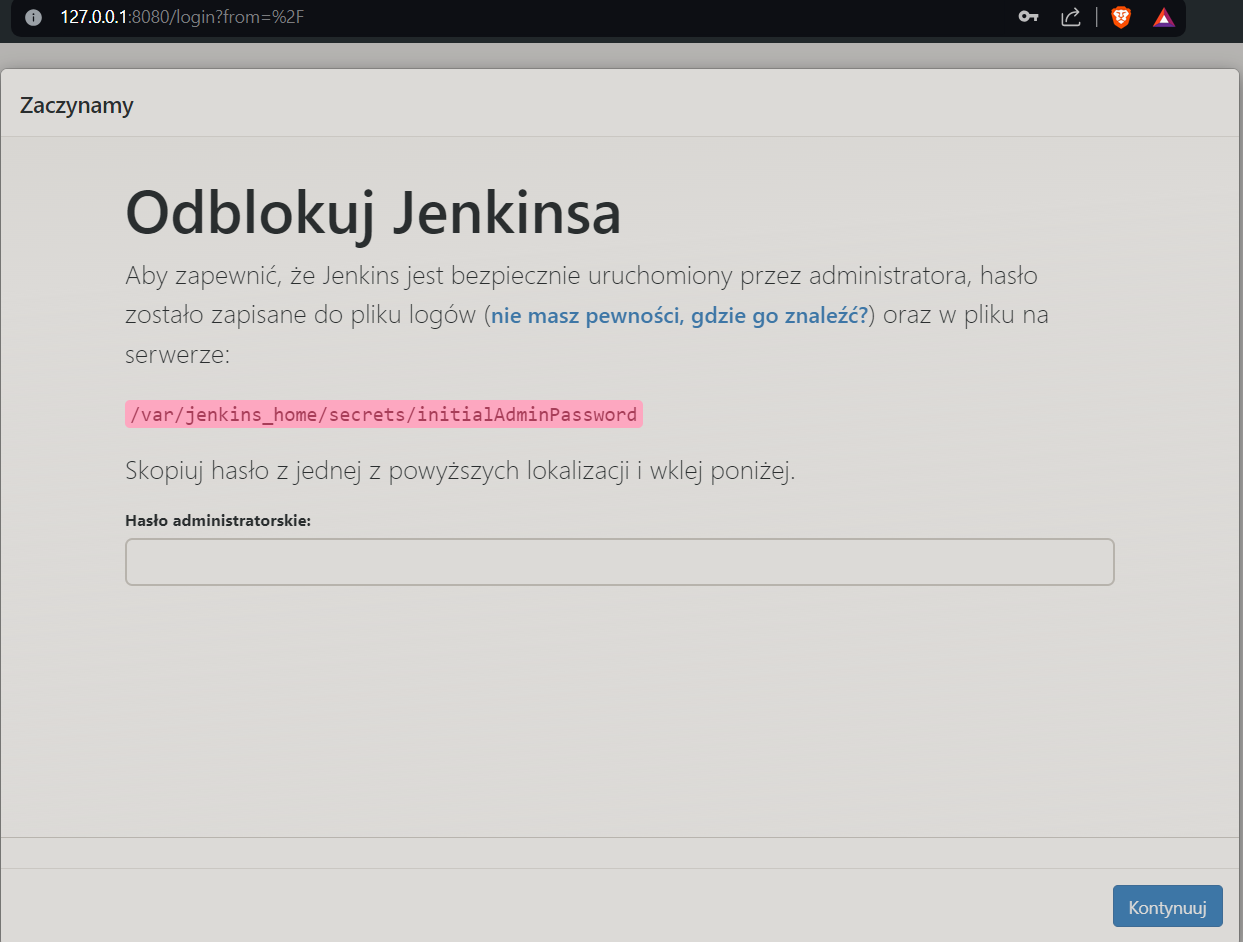 127.0.0.1:8080/login?from=%2F
Zaczynamy
Odblokuj Jenkinsa
Aby zapewnić, że Jenkins jest bezpiecznie uruchomiony przez administratora, hasło
zostało zapisane do pliku logów (nie masz pewności, gdzie go znaleźć?) oraz w pliku na
serwerze:
/var/jenkins_home/secrets/initialAdminPassword
Skopiuj hasło z jednej z powyższych lokalizacji i wklej poniżej.
Hasło administratorskie:
Kontynuuj